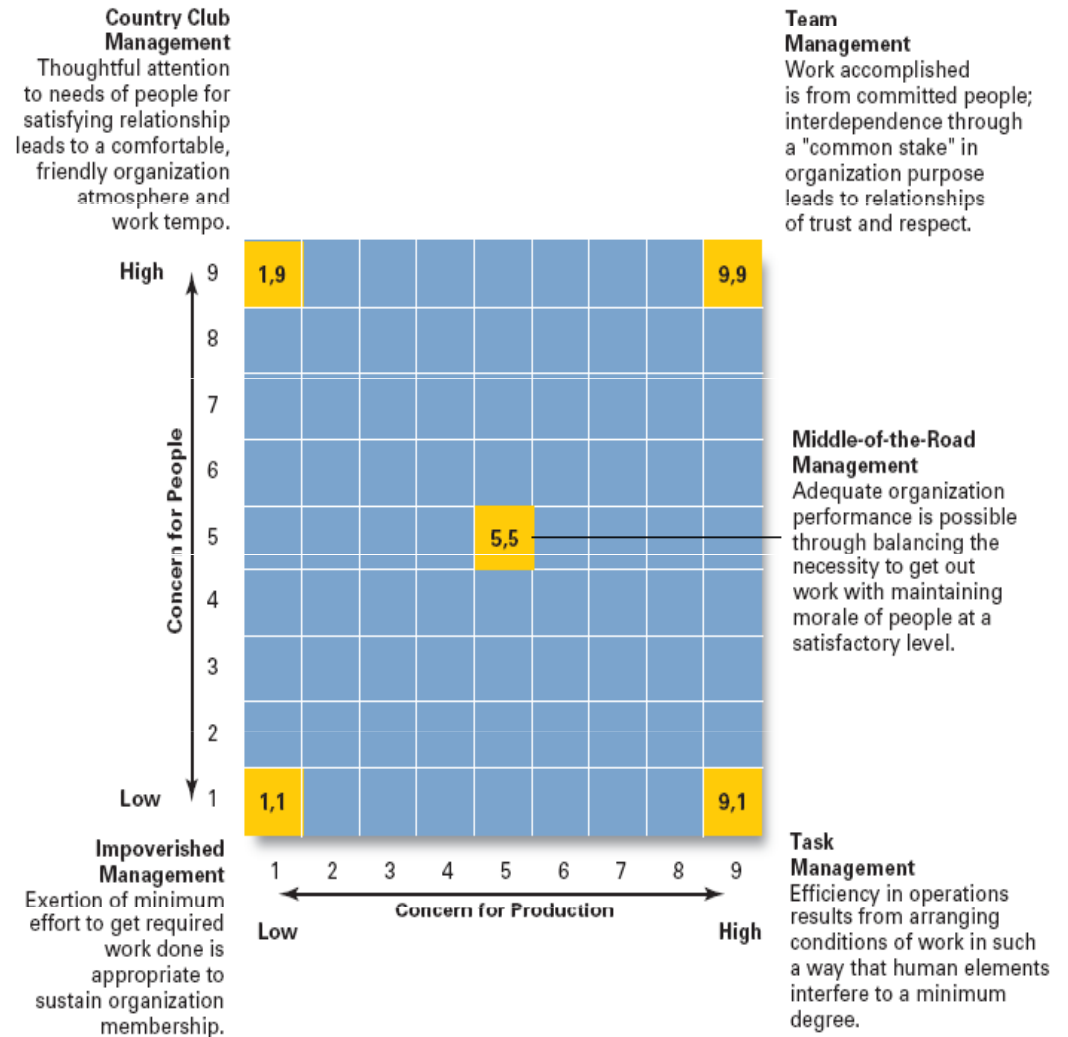 Country Club
Management
Thoughtful attention
to needs of people for
satisfying relationship
leads to a comfortable,
friendly organization
atmosphere and
work tempo.
Team
Management
Work accomplished
is from committed people;
interdependence through
a "common stake" in
organization purpose
leads to relationships
of trust and respect.
High
9
1,9
9,9
8
7
6
5
5,5
4
3
2
Low
1
1,1
9,1
Concern for People
Middle-of-the-Road
Management
Adequate organization
performance is possible
through balancing the
necessity to get out
work with maintaining
morale of people at a
satisfactory level.
Impoverished
Management
Exertion of minimum
effort to get required
work done is
appropriate to
sustain organization
membership.
1 2 3 4 5 6 7 8 9
Concern for Production
Low
High
Task
Management
Efficiency in operations
results from arranging
conditions of work in such
a way that human elements
interfere to a minimum
degree.